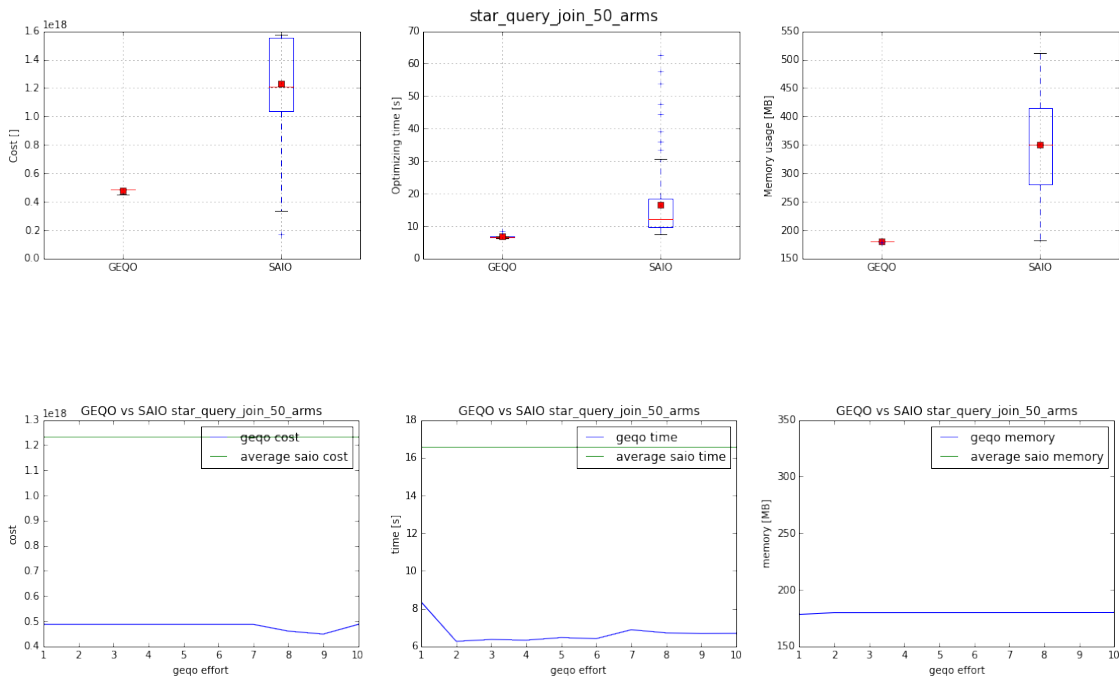 star_query_join_50_arms
1e18
1.6
1.4
1.2
1.0
0.8
0.6
0.4
0.2
0.0
Cost []
GEQO
SAIO
70
60
50
40
30
20
10
0
Optimizing time [s]
GEQO
SAIO
550
500
450
400
350
300
250
200
150
Memory usage [MB]
GEQO
SAIO
GEQO vs SAIO star_query_join_50_arms
1e18
1.3
1.2
1.1
1.0
0.9
0.8
0.7
0.6
0.5
0.4
cost
geqo cost
average saio cost
1 2 3 4 5 6 7 8 9 10
geqo effort
GEQO vs SAIO star_query_join_50_arms
18
16
14
12
10
8
6
time [s]
geqo time
average saio time
1 2 3 4 5 6 7 8 9 10
geqo effort
GEQO vs SAIO star_query_join_50_arms
350
300
250
200
150
memory [MB]
geqo memory
average saio memory
1 2 3 4 5 6 7 8 9 10
geqo effort